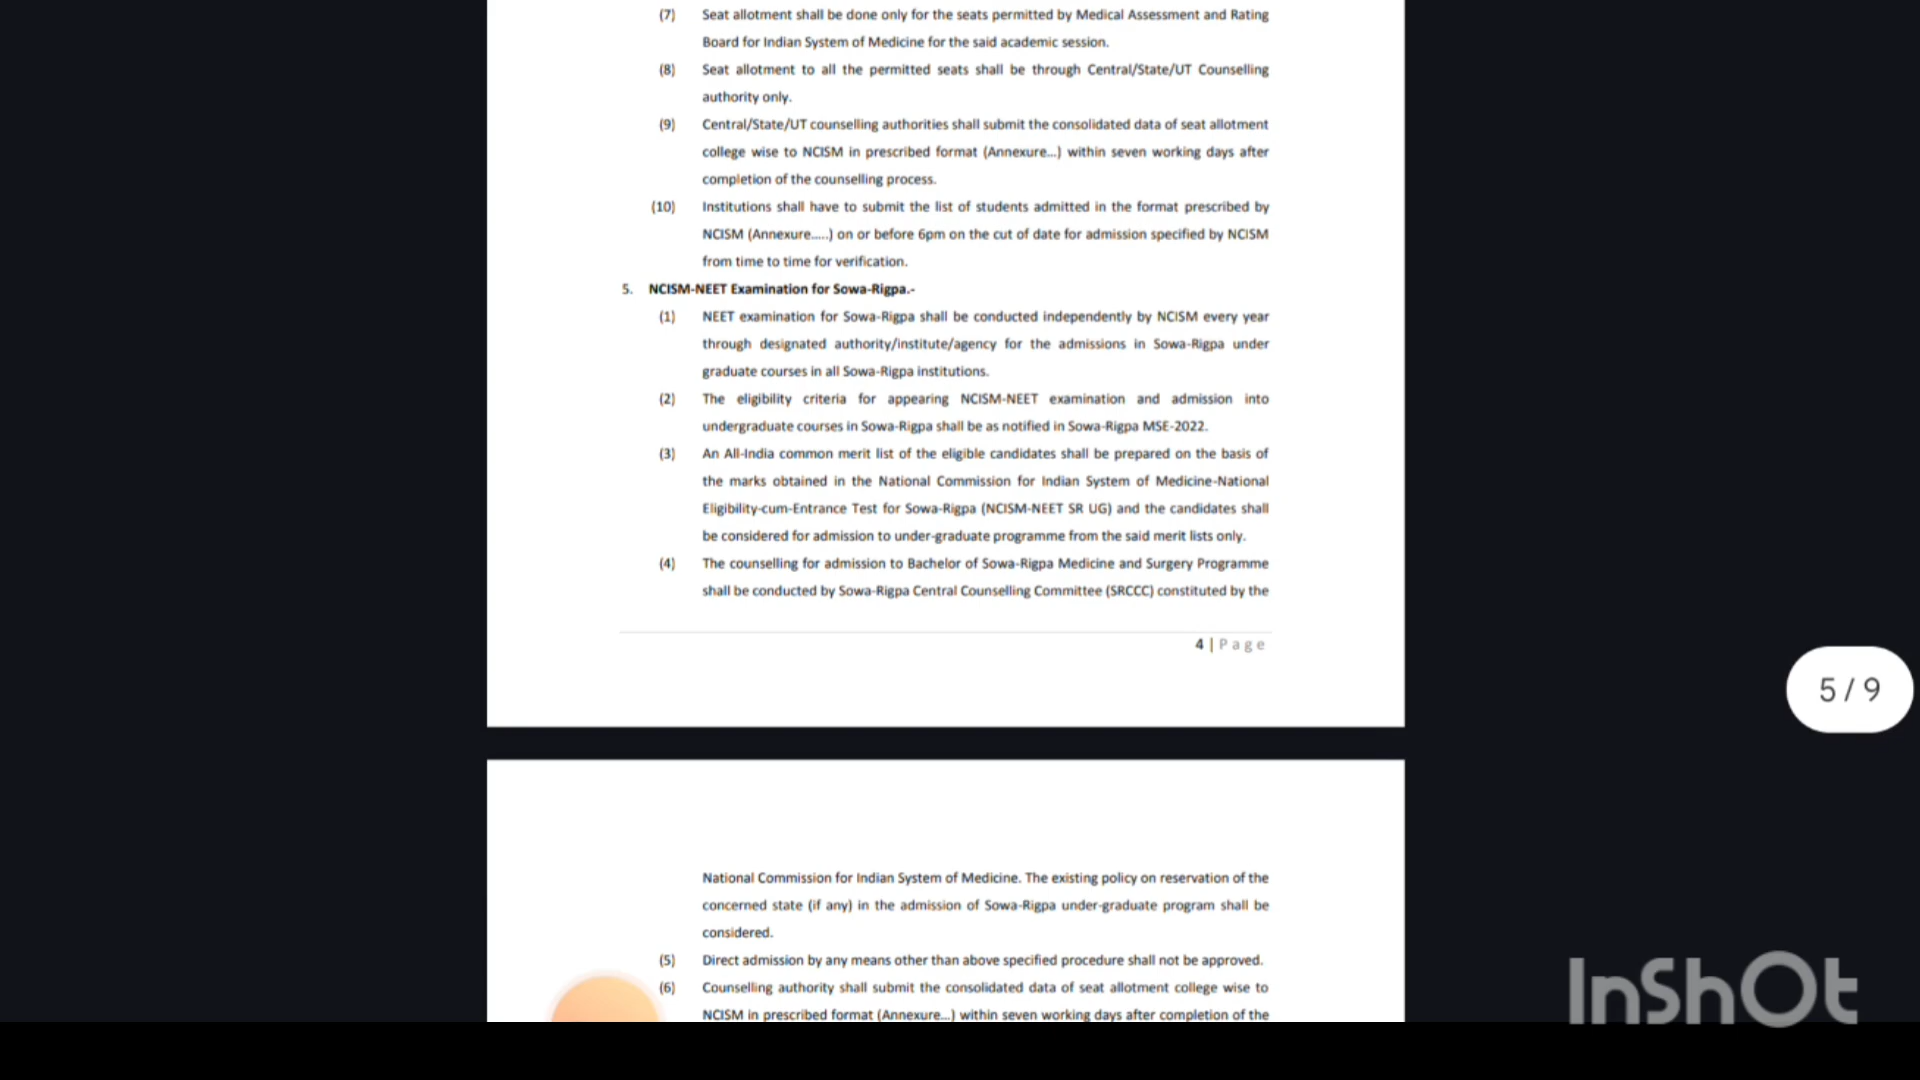 (7) Seat allotment shall be done only for the seats permitted by Medical Assessment and Rating
Board for Indian System of Medicine for the said academic session.
(8) Seat allotment to all the permitted seats shall be through Central/State/UT Counselling
authority only.
(9) Central/State/UT counselling authorities shall submit the consolidated data of seat allotment
college wise to NCISM in prescribed format (Annexure...) within seven working days after
completion of the counselling process.
(10) Institutions shall have to submit the list of students admitted in the format prescribed by
NCISM (Annexure.....) on or before 6pm on the cut of date for admission specified by NCISM
from time to time for verification.
5. NCISM-NEET Examination for Sowa-Rigpa.-
(1) NEET examination for Sowa-Rigpa shall be conducted independently by NCISM every year
through designated authority/institute/agency for the admissions in Sowa-Rigpa under
graduate courses in all Sowa-Rigpa institutions.
(2) The eligibility criteria for appearing NCISM-NEET examination and admission into
undergraduate courses in Sowa-Rigpa shall be as notified in Sowa-Rigpa MSE-2022.
(3) An All-India common merit list of the eligible candidates shall be prepared on the basis of
the marks obtained in the National Commission for Indian System of Medicine-National
Eligibility-cum-Entrance Test for Sowa-Rigpa (NCISM-NEET SR UG) and the candidates shall
be considered for admission to under-graduate programme from the said merit lists only.
(4) The counselling for admission to Bachelor of Sowa-Rigpa Medicine and Surgery Programme
shall be conducted by Sowa-Rigpa Central Counselling Committee (SRCCC) constituted by the
4 | Page
5 / 9
National Commission for Indian System of Medicine. The existing policy on reservation of the
concerned state (if any) in the admission of Sowa-Rigpa under-graduate program shall be
considered.
(5) Direct admission by any means other than above specified procedure shall not be approved.
(6) Counselling authority shall submit the consolidated data of seat allotment college wise to
NCISM in prescribed format (Annexure...) within seven working days after completion of the
InShOt